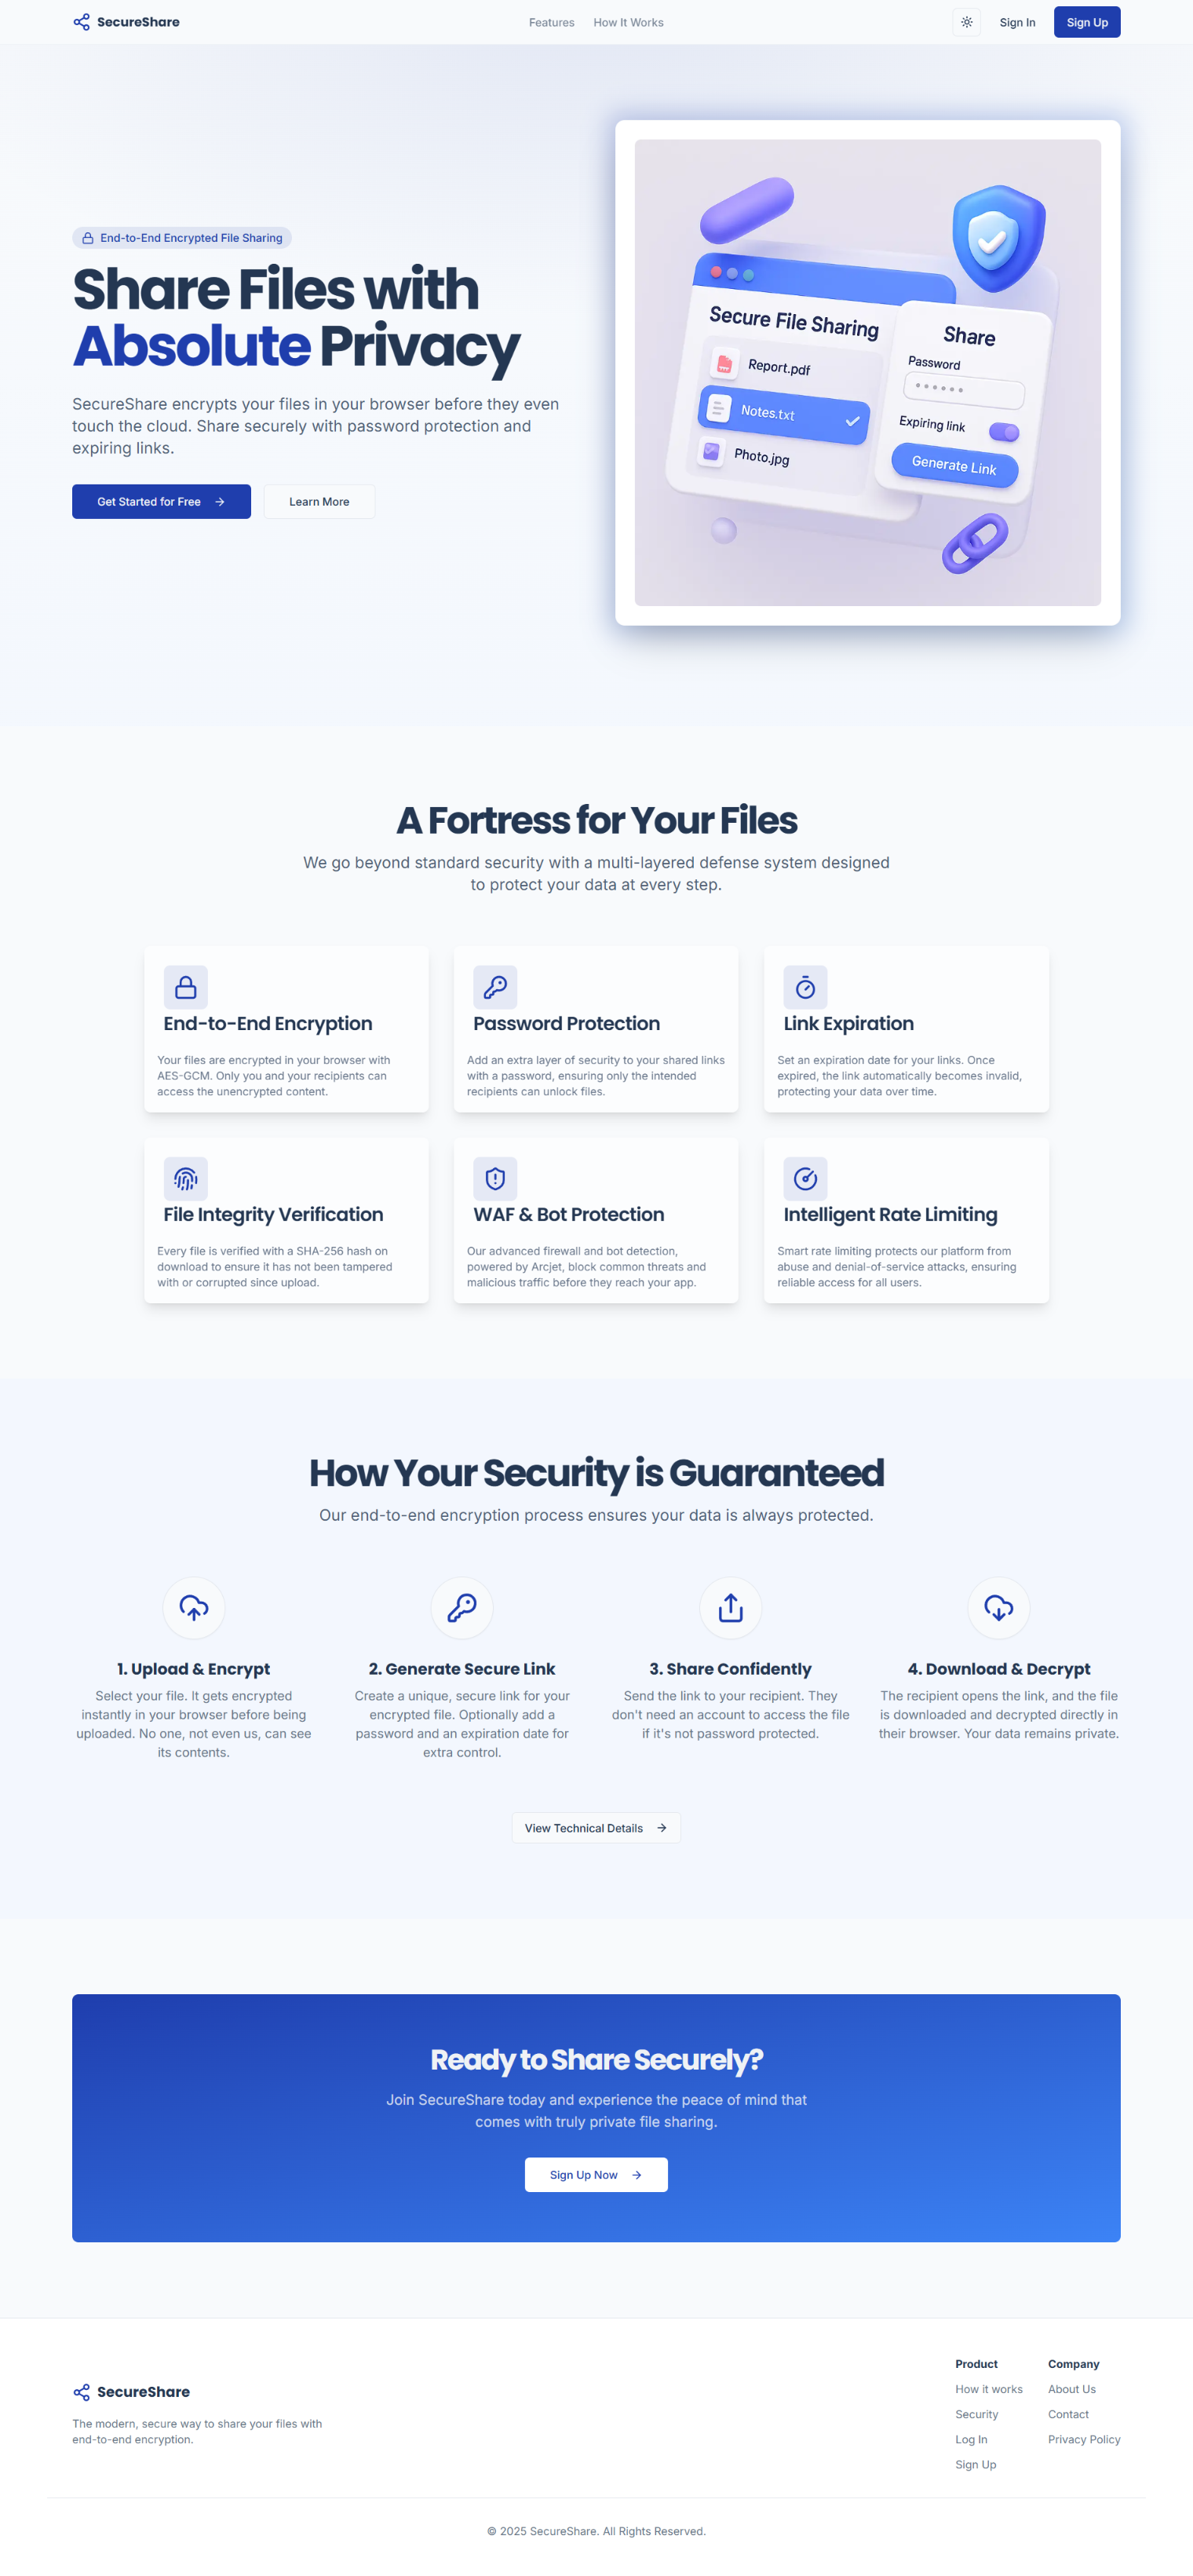 SecureShare
Features
How It Works
Sign In
Sign Up
End-to-End Encrypted File Sharing
Share Files with
Absolute Privacy
SecureShare encrypts your files in your browser before they even
touch the cloud. Share securely with password protection and
expiring links.
Get Started for Free
Learn More
Secure File Sharing
Report.pdf
Notes.txt
Photo.jpg
Share
Password
Expiring link
Generate Link
A Fortress for Your Files
We go beyond standard security with a multi-layered defense system designed
to protect your data at every step.
End-to-End Encryption
Your files are encrypted in your browser with
AES-GCM. Only you and your recipients can
access the unencrypted content.
Password Protection
Add an extra layer of security to your shared links
with a password, ensuring only the intended
recipients can unlock files.
Link Expiration
Set an expiration date for your links. Once
expired, the link automatically becomes invalid,
protecting your data over time.
File Integrity Verification
Every file is verified with a SHA-256 hash on
download to ensure it has not been tampered
with or corrupted since upload.
WAF & Bot Protection
Our advanced firewall and bot detection,
powered by Arcjet, block common threats and
malicious traffic before they reach your app.
Intelligent Rate Limiting
Smart rate limiting protects our platform from
abuse and denial-of-service attacks, ensuring
reliable access for all users.
How Your Security is Guaranteed
Our end-to-end encryption process ensures your data is always protected.
1. Upload & Encrypt
Select your file. It gets encrypted
instantly in your browser before being
uploaded. No one, not even us, can see
its contents.
2. Generate Secure Link
Create a unique, secure link for your
encrypted file. Optionally add a
password and an expiration date for
extra control.
3. Share Confidently
Send the link to your recipient. They
don't need an account to access the file
if it's not password protected.
4. Download & Decrypt
The recipient opens the link, and the file
is downloaded and decrypted directly in
their browser. Your data remains private.
View Technical Details
Ready to Share Securely?
Join SecureShare today and experience the peace of mind that
comes with truly private file sharing.
Sign Up Now
SecureShare
The modern, secure way to share your files with
end-to-end encryption.
Product
How it works
Security
Log In
Sign Up
Company
About Us
Contact
Privacy Policy
© 2025 SecureShare. All Rights Reserved.